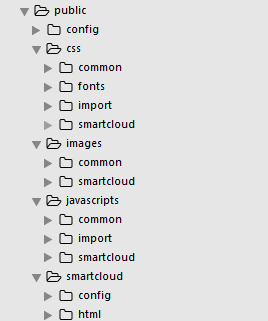 public
config
css
common
fonts
import
smartcloud
images
common
smartcloud
javascripts
common
import
smartcloud
smartcloud
config
html